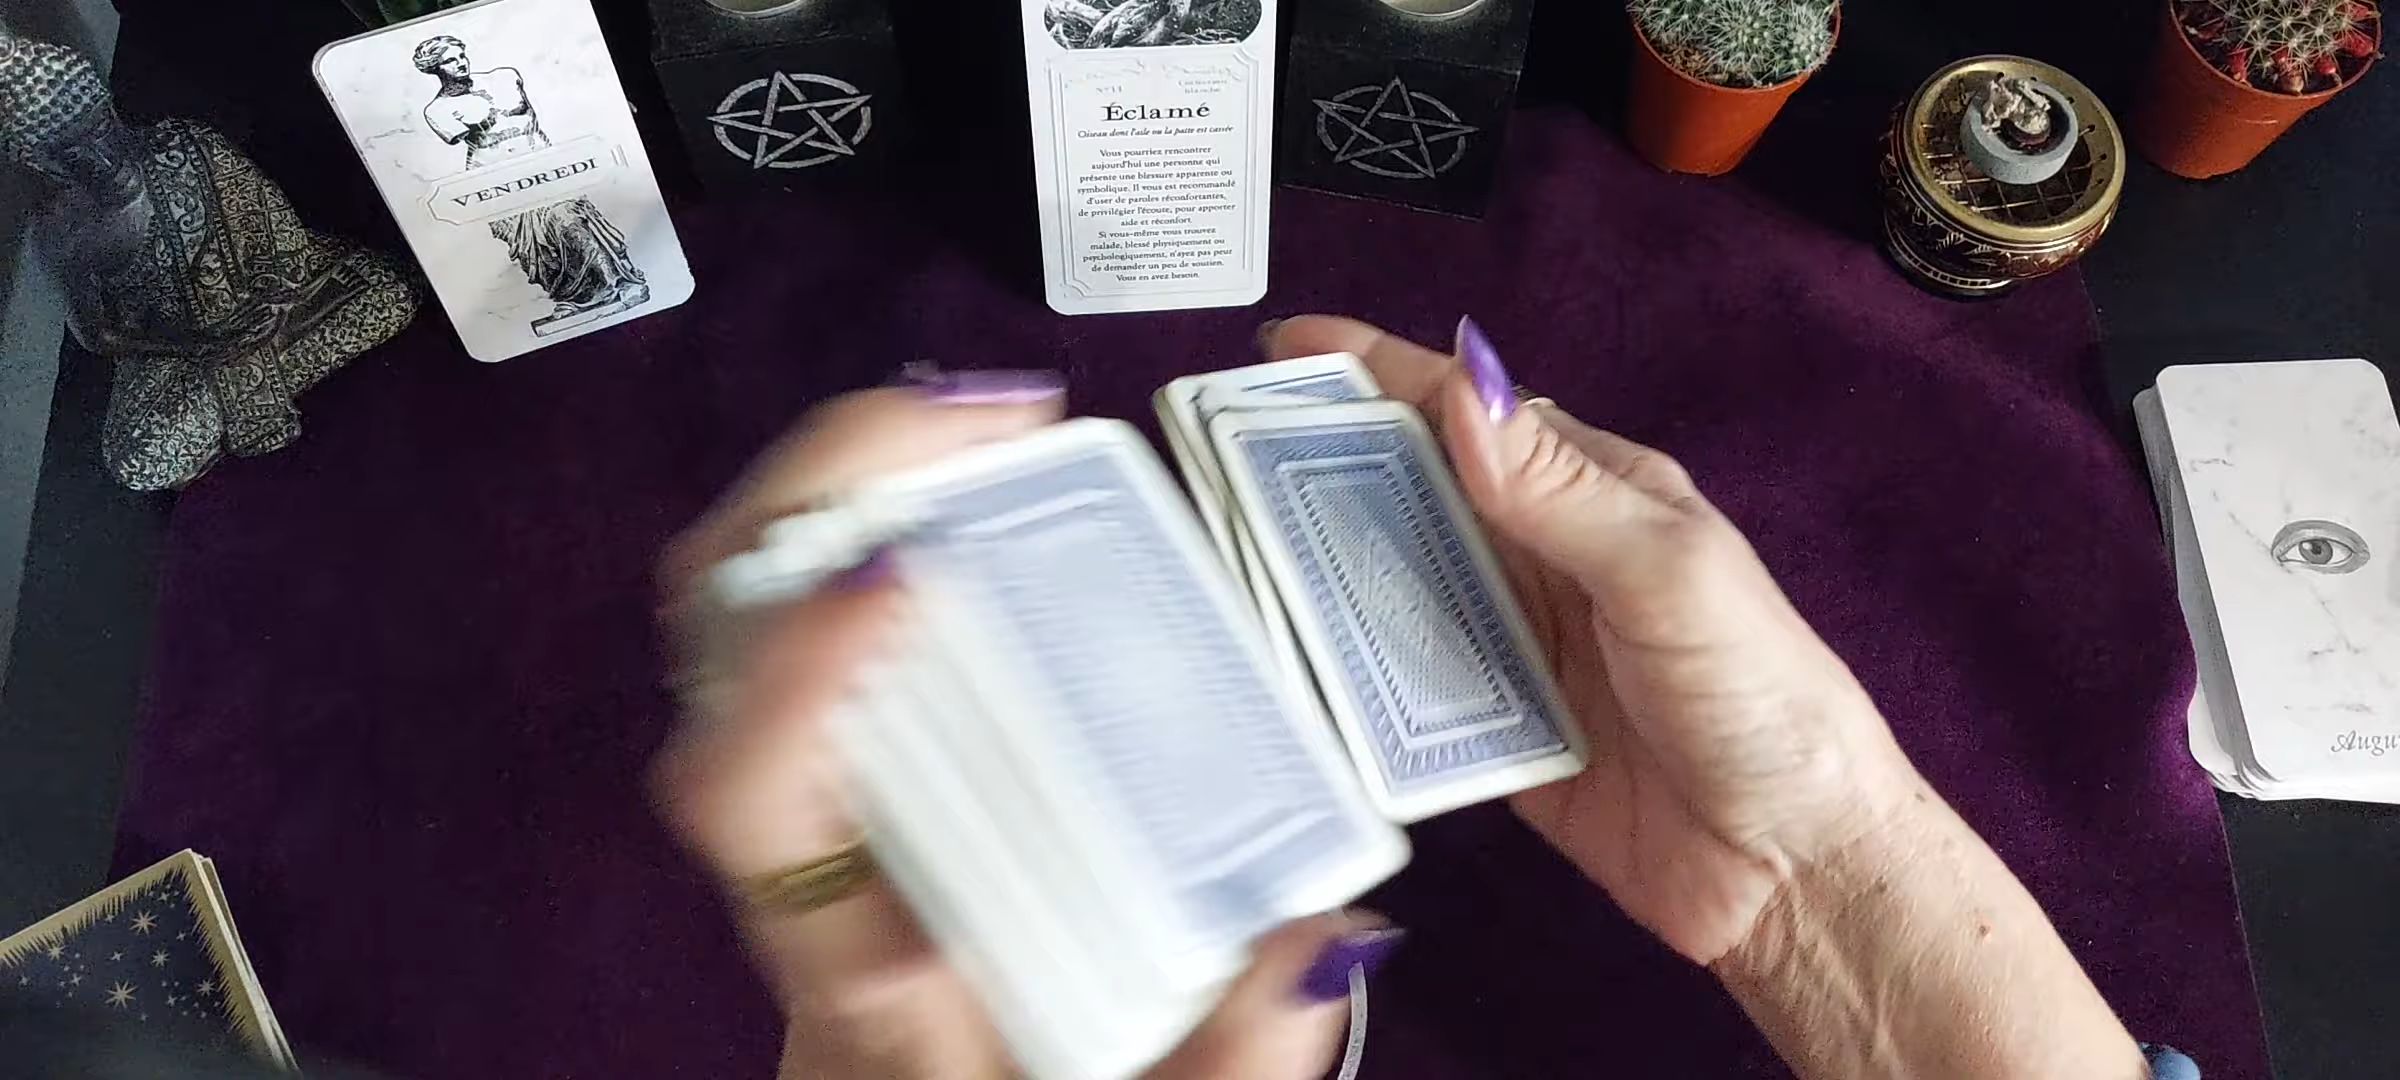 VENDREDI
N°13
Éclamé
Oiseau dont l'aile ou la patte est cassée
Vous pourriez rencontrer
aujourd'hui une personne qui
présente une blessure apparente ou
symbolique. Il vous est recommandé
d'user de paroles réconfortantes,
de privilégier l'écoute, pour apporter
aide et réconfort.
Si vous-même vous trouvez
malade, blessé physiquement ou
psychologiquement, n'ayez pas peur
de demander un peu de soutien.
Vous en avez besoin.
Augu